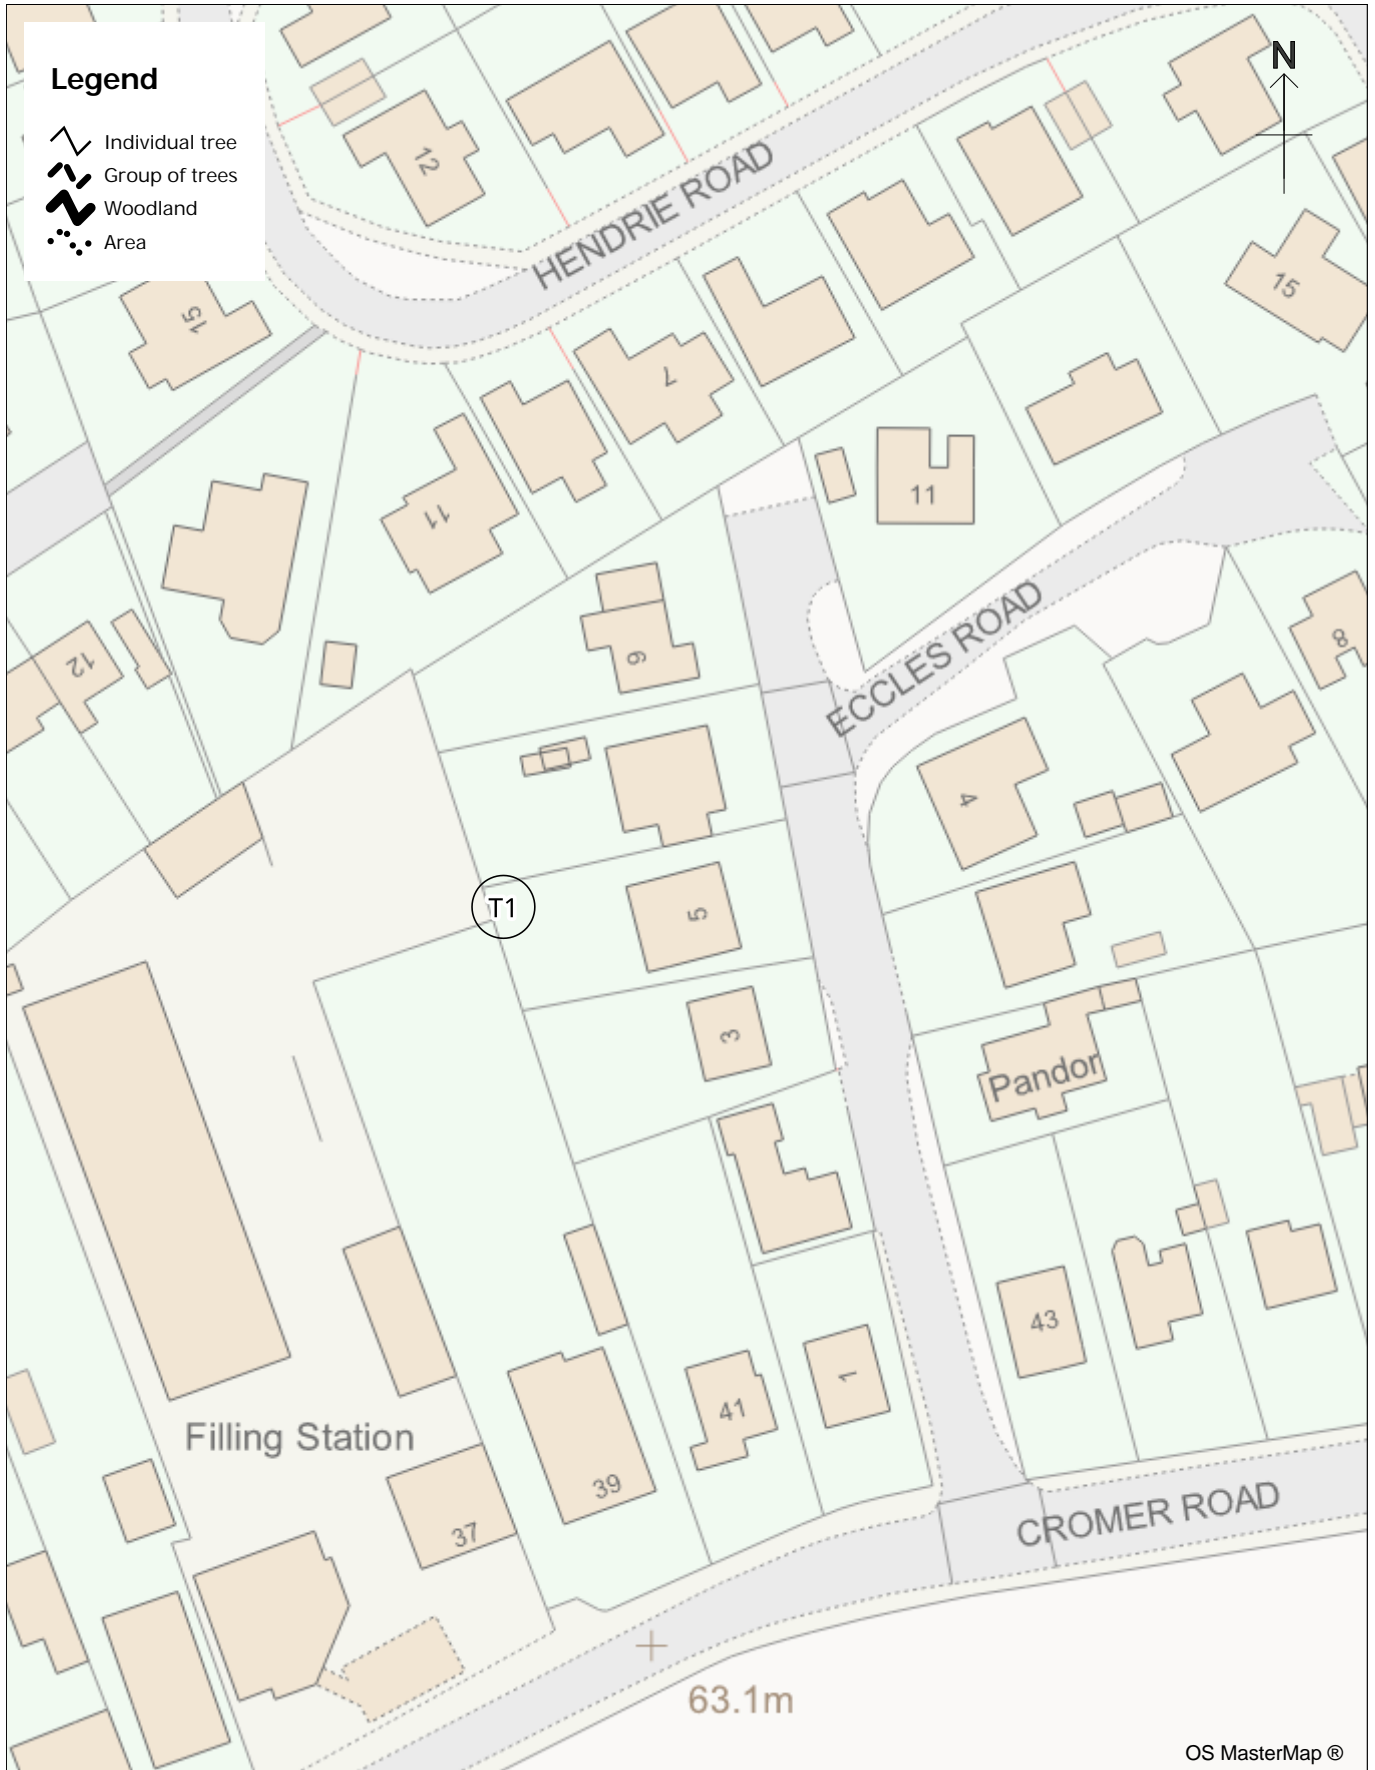 Legend
Individual tree
Group of trees
Woodland
Area
N
12
HENDRIE ROAD
15
15
7
11
11
12
9
ECCLES ROAD
8
4
T1
5
3
Pandor
43
1
41
39
37
Filling Station
CROMER ROAD
63.1m
OS MasterMap ®